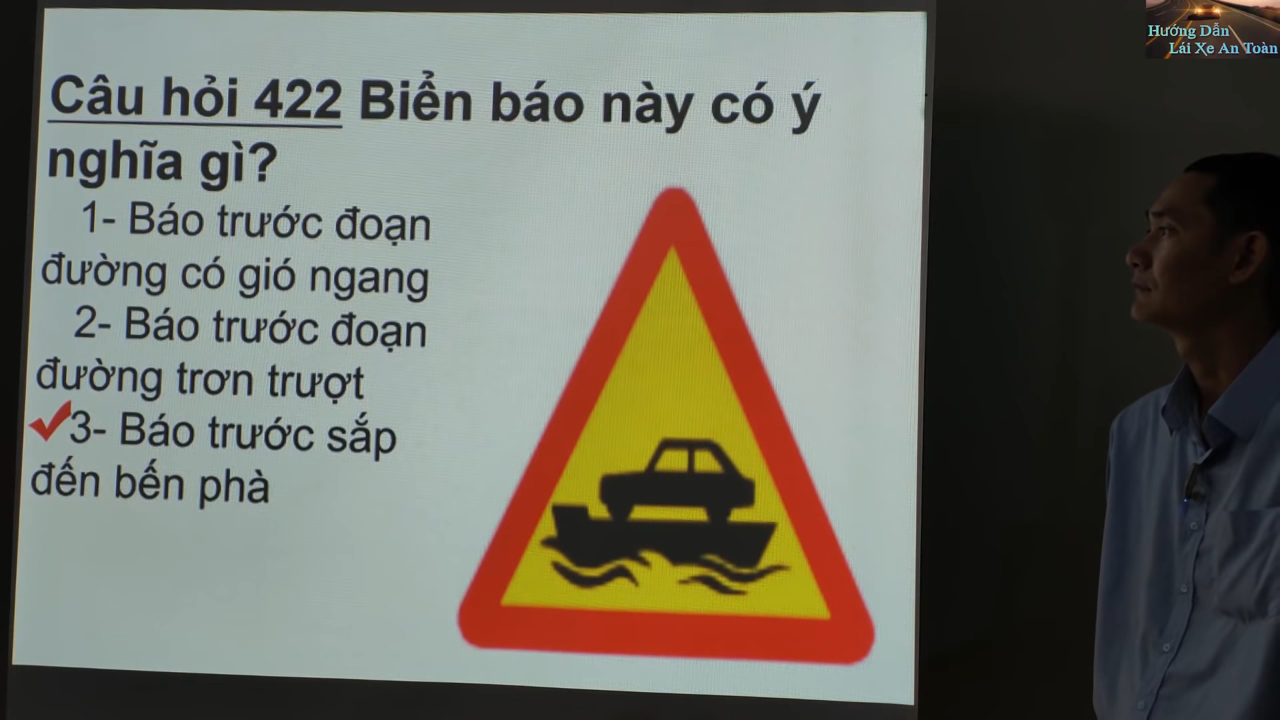 Hướng Dẫn
Lái Xe An Toàn
Câu hỏi 422 Biển báo này có ý
nghĩa gì?
1- Báo trước đoạn
đường có gió ngang
2- Báo trước đoạn
đường trơn trượt
3- Báo trước sắp
đến bến phà